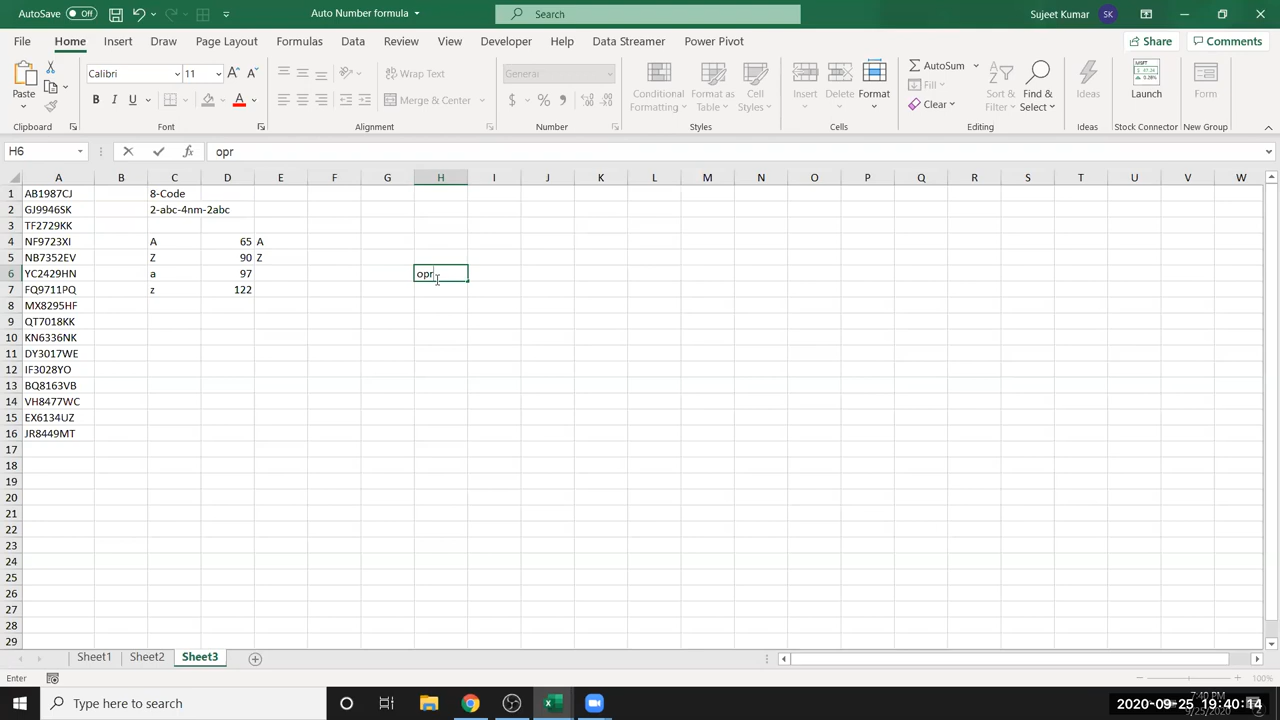 AutoSave Off Auto Number formula Search Sujeet Kumar SK
File Home Insert Draw Page Layout Formulas Data Review View Developer Help Data Streamer Power Pivot Share Comments
Paste Calibri 11 Wrap Text General Conditional Formatting Format as Table Cell Styles Insert Delete Format AutoSum Fill Clear Sort & Filter Find & Select Ideas Launch Form
B I U A Merge & Center $ %
Clipboard Font Alignment Number Styles Cells Editing Ideas Stock Connector New Group
H6 fx opr
A B C D E F G H I J K L M N O P Q R S T U V W
1 AB1987CJ 8-Code
2 GJ9946SK 2-abc-4nm-2abc
3 TF2729KK
4 NF9723XI A 65 A
5 NB7352EV Z 90 Z
6 YC2429HN a 97 opr
7 FQ9711PQ z 122
8 MX8295HF
9 QT7018KK
10 KN6336NK
11 DY3017WE
12 IF3028YO
13 BQ8163VB
14 VH8477WC
15 EX6134UZ
16 JR8449MT
17
18
19
20
21
22
23
24
25
26
27
28
29
Sheet1 Sheet2 Sheet3
Enter 100%
Type here to search 7:40 PM
2020-09-25 19:40:14